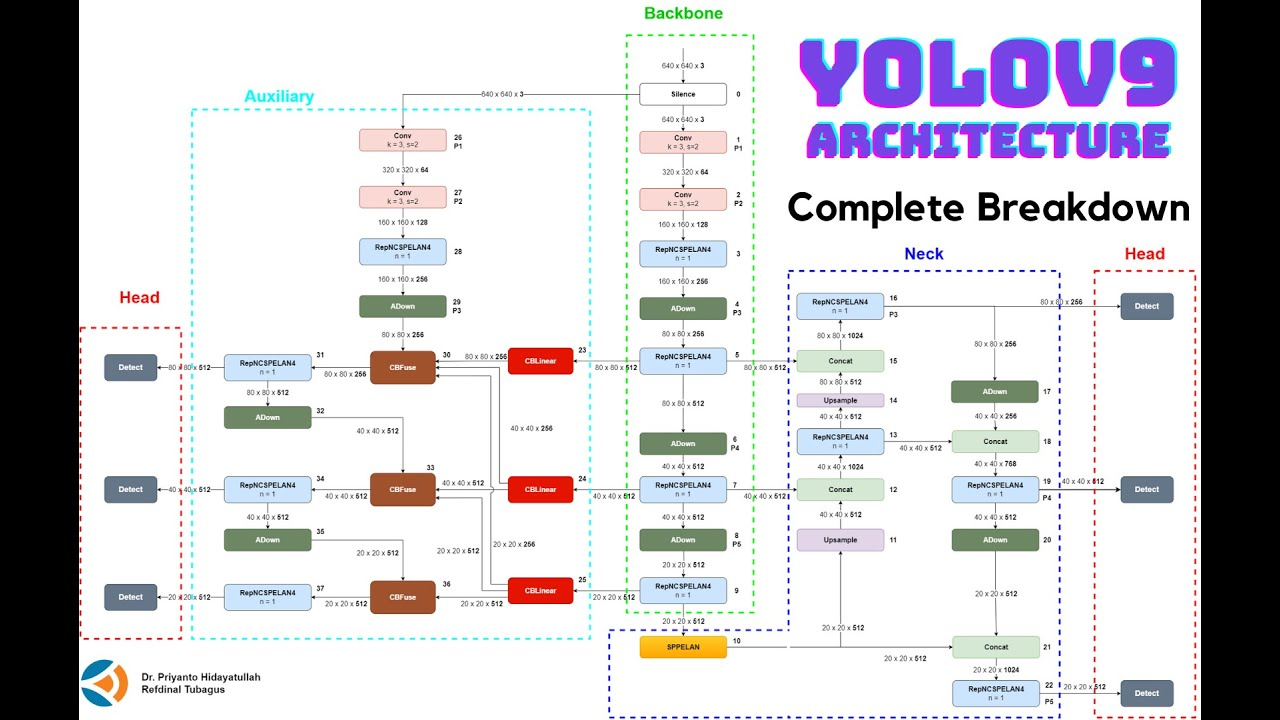 Backbone
YOLOV9
ARCHITECTURE
Complete Breakdown
640 x 640 x 3
Silence
0
640 x 640 x 3
640 x 640 x 3
Conv
k = 3, s=2
1
P1
320 x 320 x 64
Conv
k = 3, s=2
2
P2
160 x 160 x 128
RepNCSPELAN4
n = 1
3
160 x 160 x 256
ADown
4
P3
80 x 80 x 256
RepNCSPELAN4
n = 1
5
80 x 80 x 512
80 x 80 x 512
80 x 80 x 512
ADown
6
P4
40 x 40 x 512
RepNCSPELAN4
n = 1
7
40 x 40 x 512
40 x 40 x 512
40 x 40 x 512
ADown
8
P5
20 x 20 x 512
RepNCSPELAN4
n = 1
9
20 x 20 x 512
20 x 20 x 512
SPPELAN
10
Auxiliary
Conv
k = 3, s=2
26
P1
320 x 320 x 64
Conv
k = 3, s=2
27
P2
160 x 160 x 128
RepNCSPELAN4
n = 1
28
160 x 160 x 256
ADown
29
P3
80 x 80 x 256
CBFuse
30
80 x 80 x 256
CBLinear
23
80 x 80 x 256
RepNCSPELAN4
n = 1
31
80 x 80 x 512
80 x 80 x 512
ADown
32
40 x 40 x 512
40 x 40 x 256
CBFuse
33
40 x 40 x 512
CBLinear
24
40 x 40 x 512
RepNCSPELAN4
n = 1
34
40 x 40 x 512
40 x 40 x 512
ADown
35
20 x 20 x 512
20 x 20 x 512
20 x 20 x 256
CBFuse
36
20 x 20 x 512
CBLinear
25
20 x 20 x 512
RepNCSPELAN4
n = 1
37
20 x 20 x 512
Head
Detect
Detect
Detect
Neck
RepNCSPELAN4
n = 1
16
P3
80 x 80 x 256
80 x 80 x 1024
80 x 80 x 256
Concat
15
80 x 80 x 512
Upsample
14
40 x 40 x 512
RepNCSPELAN4
n = 1
13
40 x 40 x 512
40 x 40 x 1024
Concat
12
40 x 40 x 512
Upsample
11
20 x 20 x 512
ADown
17
40 x 40 x 256
Concat
18
40 x 40 x 768
RepNCSPELAN4
n = 1
19
P4
40 x 40 x 512
40 x 40 x 512
ADown
20
20 x 20 x 512
20 x 20 x 512
Concat
21
20 x 20 x 1024
RepNCSPELAN4
n = 1
22
P5
20 x 20 x 512
Head
Detect
Detect
Detect
Dr. Priyanto Hidayatullah
Refdinal Tubagus